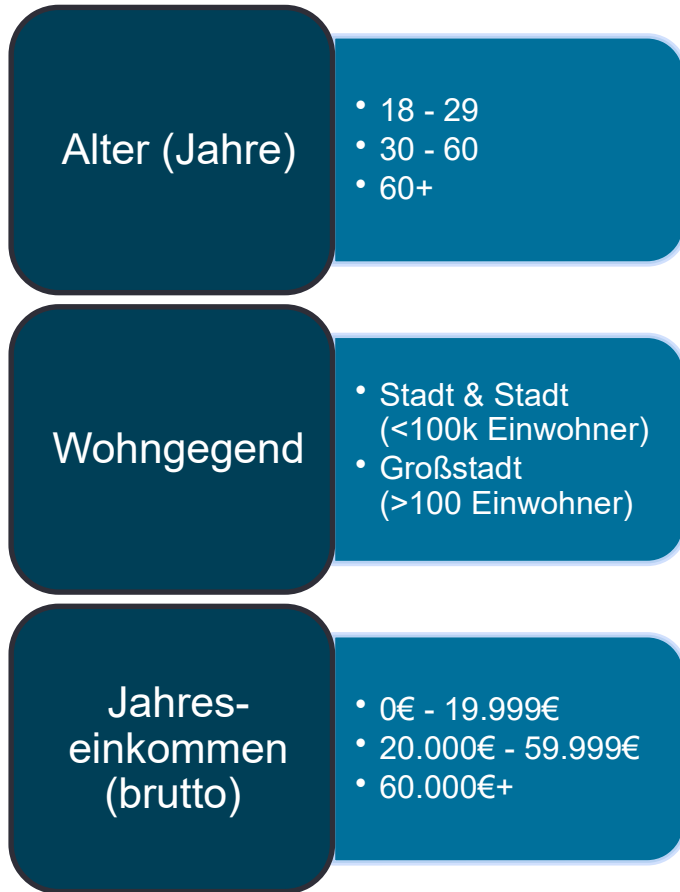 Alter (Jahre)
• 18 - 29
• 30 - 60
• 60+
Wohngegend
• Stadt & Stadt
(<100k Einwohner)
• Großstadt
(>100 Einwohner)
Jahres-
einkommen
(brutto)
• 0€ - 19.999€
• 20.000€ - 59.999€
• 60.000€+